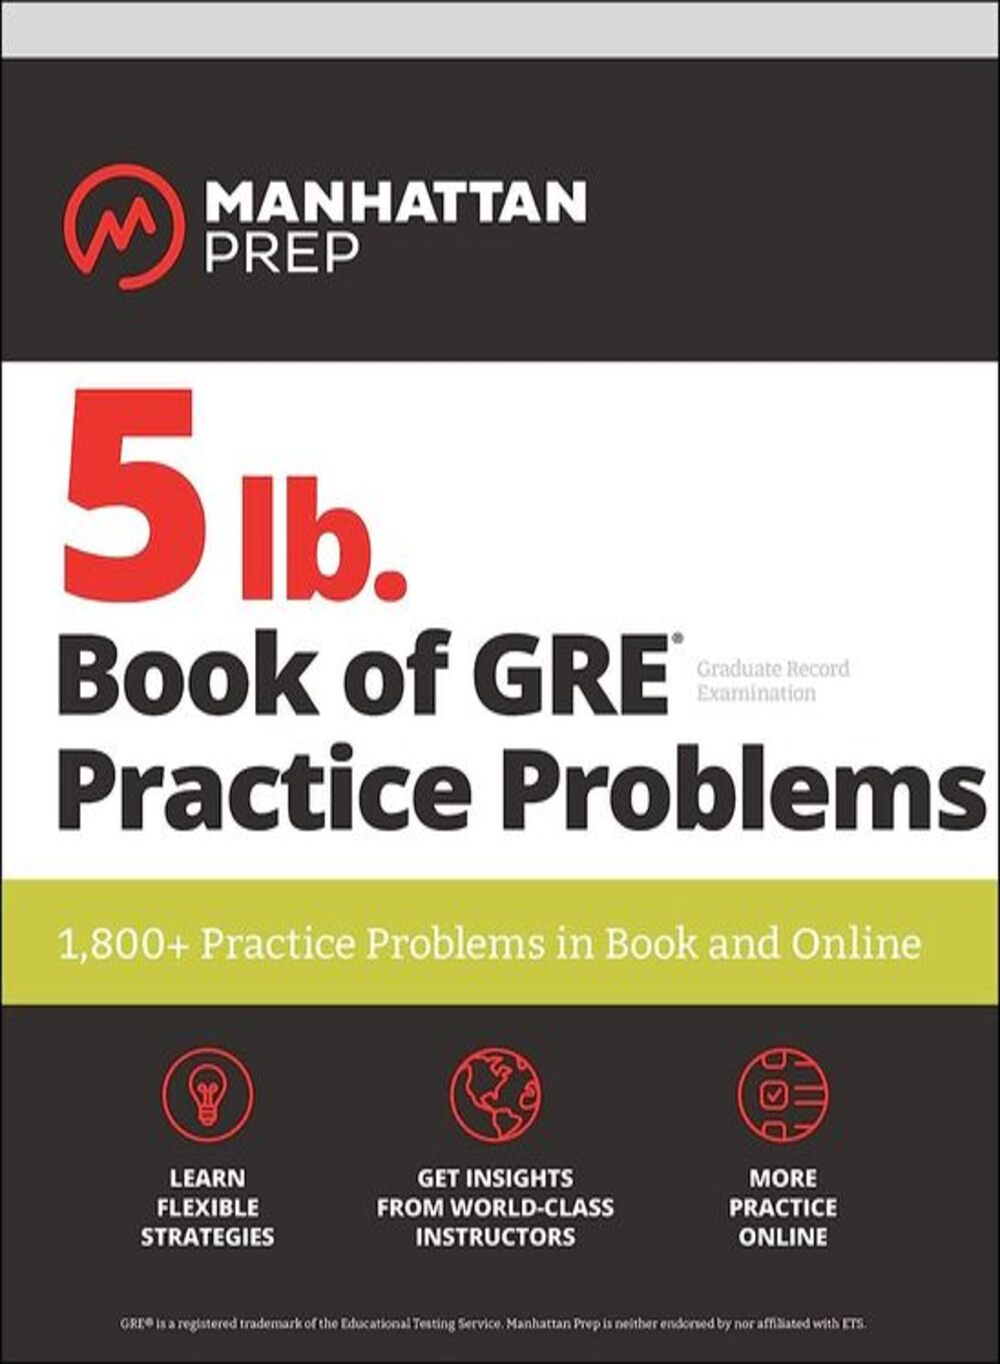 MANHATTAN
PREP
5 lb.
Book of GRE®
Graduate Record
Examination
Practice Problems
1,800+ Practice Problems in Book and Online
LEARN
FLEXIBLE
STRATEGIES
GET INSIGHTS
FROM WORLD-CLASS
INSTRUCTORS
MORE
PRACTICE
ONLINE
GRE® is a registered trademark of the Educational Testing Service. Manhattan Prep is neither endorsed by nor affiliated with ETS.